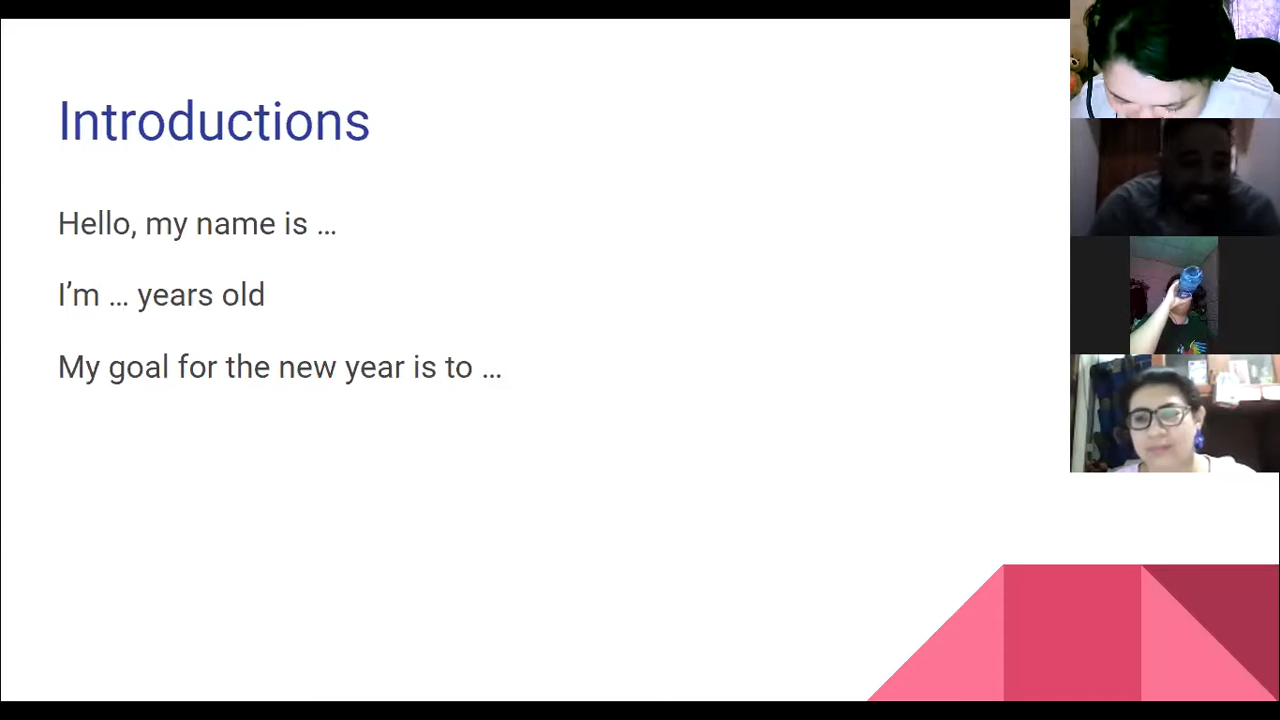 Introductions
Hello, my name is …
I’m … years old
My goal for the new year is to …